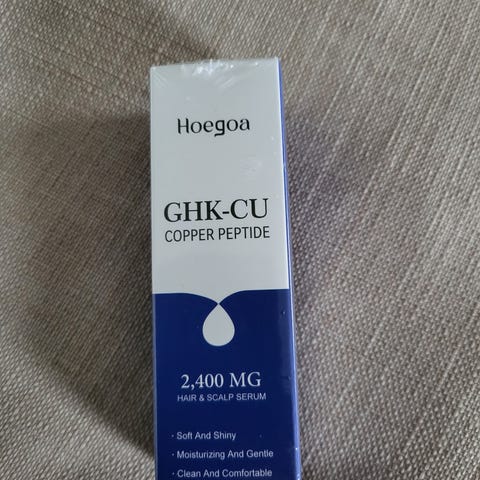 Hoegoa
GHK-CU
COPPER PEPTIDE
2,400 MG
HAIR & SCALP SERUM
· Soft And Shiny
· Moisturizing And Gentle
· Clean And Comfortable